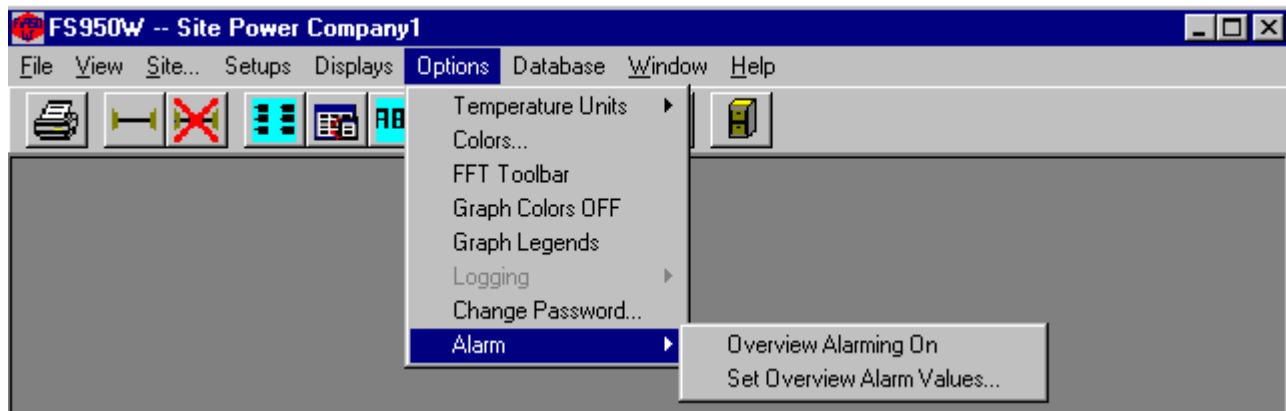 FS950W -- Site Power Company1
File View Site... Setups Displays Options Database Window Help
Temperature Units
Colors...
FFT Toolbar
Graph Colors OFF
Graph Legends
Logging
Change Password...
Alarm
Overview Alarming On
Set Overview Alarm Values...